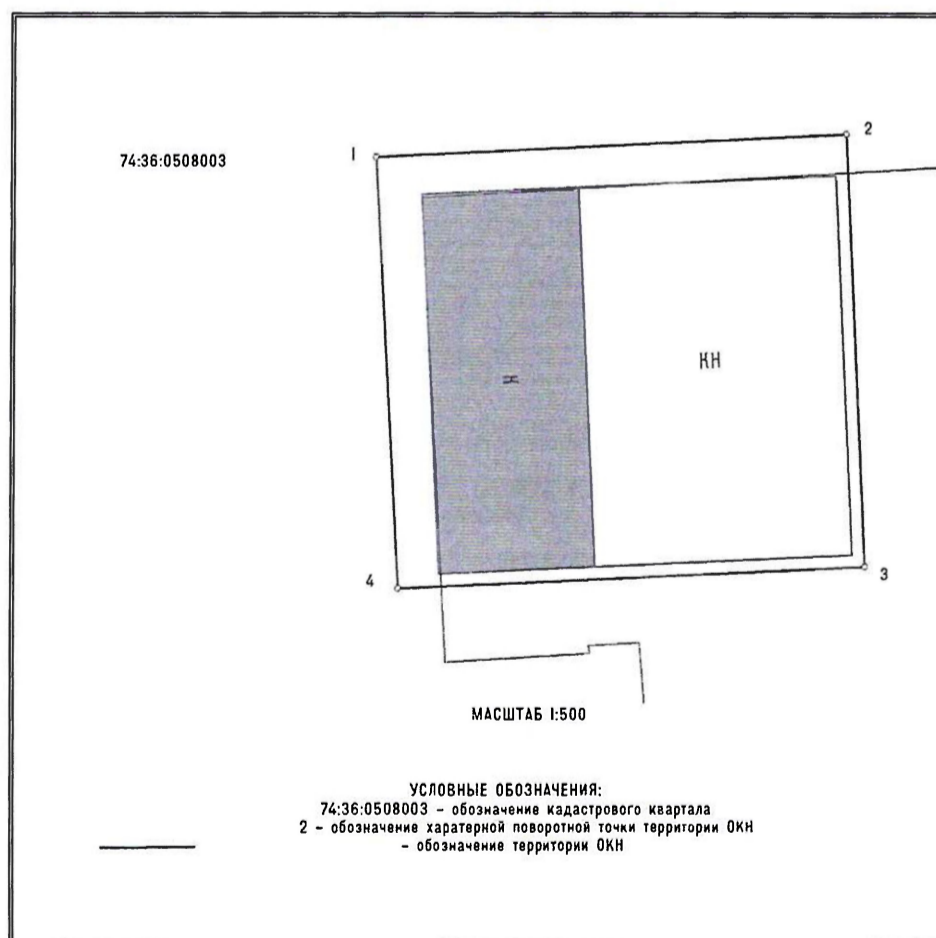 2
1
74:36:0508003
КН
Н
3
4
МАСШТАБ 1:500
УСЛОВНЫЕ ОБОЗНАЧЕНИЯ:
74:36:0508003 – обозначение кадастрового квартала
2 – обозначение харатерной поворотной точки территории ОКН
– обозначение территории ОКН